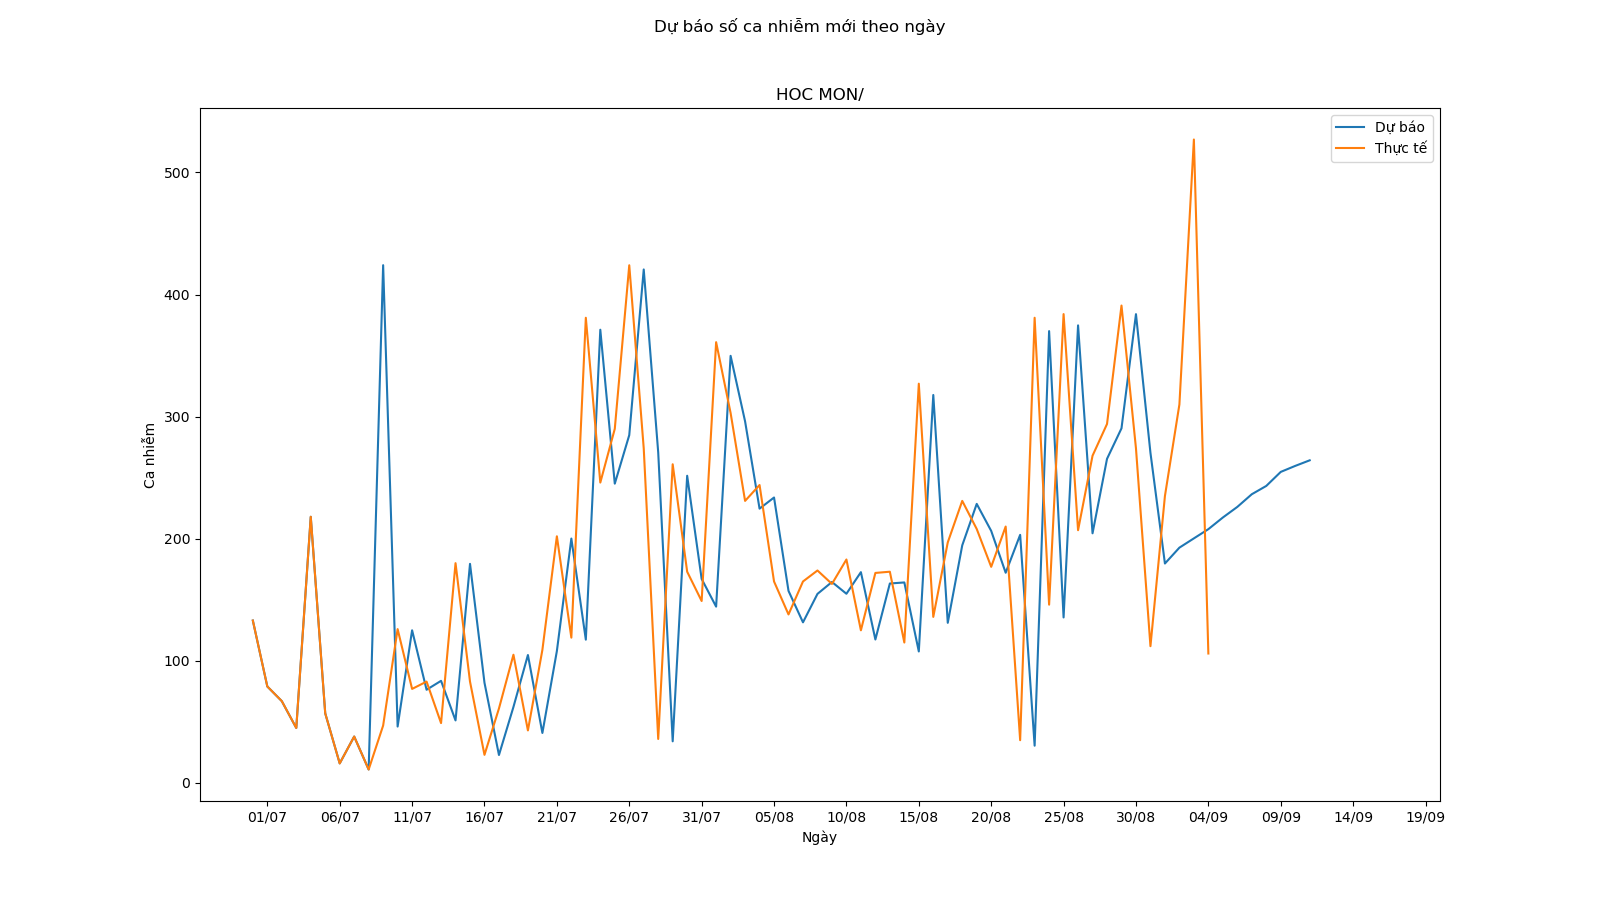 Dự báo số ca nhiễm mới theo ngày
HOC MON/
Dự báo
Thực tế
500
400
300
200
100
0
Ca nhiễm
01/07 06/07 11/07 16/07 21/07 26/07 31/07 05/08 10/08 15/08 20/08 25/08 30/08 04/09 09/09 14/09 19/09
Ngày